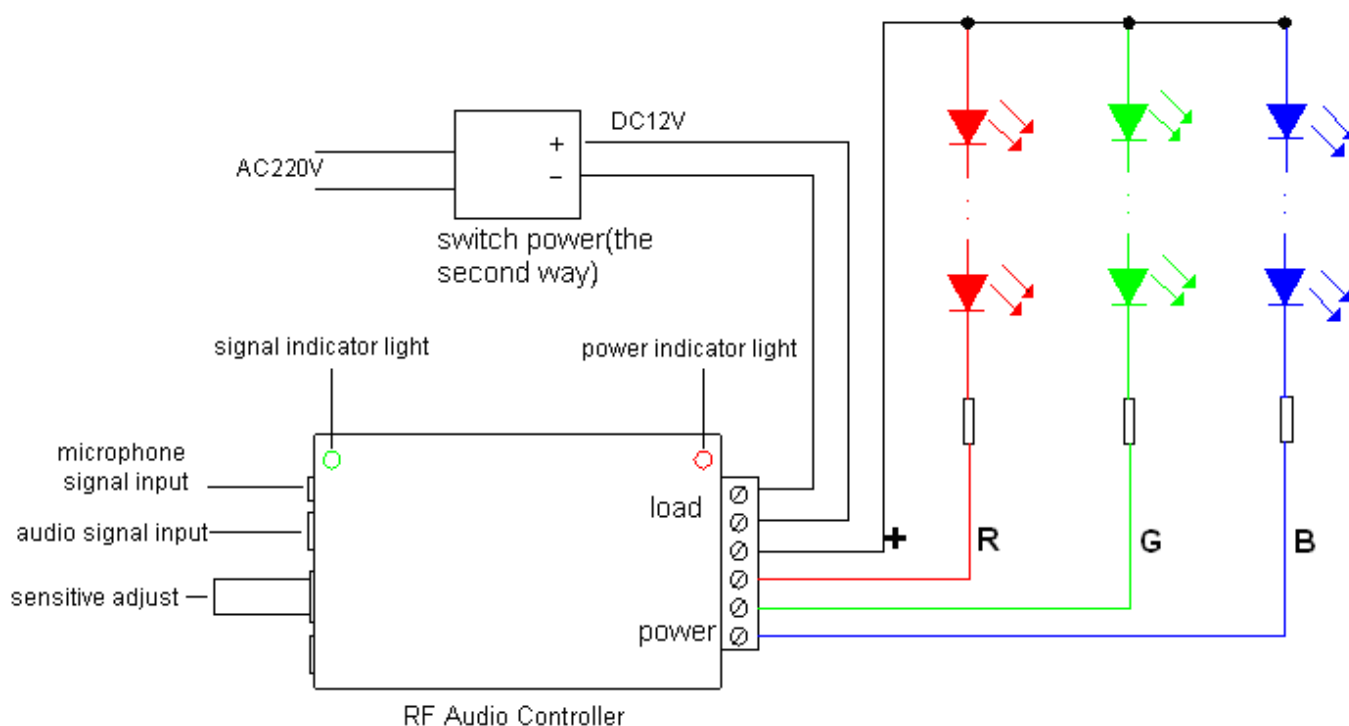 DC12V
AC220V
+
−
switch power(the
second way)
signal indicator light
power indicator light
microphone
signal input
audio signal input
sensitive adjust
load
power
+
R
G
B
RF Audio Controller